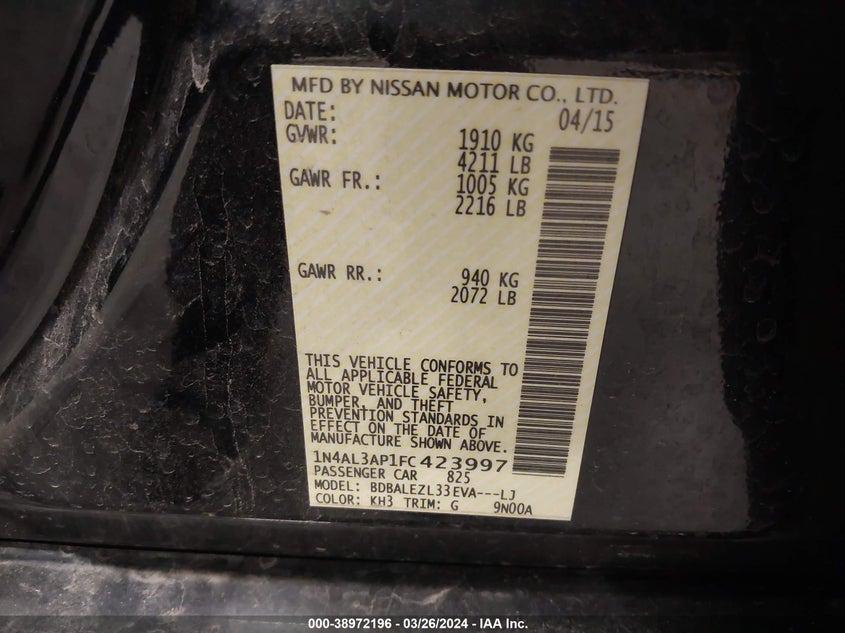 MFD BY NISSAN MOTOR CO., LTD.
DATE: 04/15
GVWR: 1910 KG
4211 LB
GAWR FR.: 1005 KG
2216 LB
GAWR RR.: 940 KG
2072 LB
THIS VEHICLE CONFORMS TO
ALL APPLICABLE FEDERAL
MOTOR VEHICLE SAFETY,
BUMPER, AND THEFT
PREVENTION STANDARDS IN
EFFECT ON THE DATE OF
MANUFACTURE SHOWN ABOVE.
1N4AL3AP1FC423997
PASSENGER CAR 825
MODEL: BDBALEZL33EVA---LJ
COLOR: KH3 TRIM: G 9N00A
000-38972196 - 03/26/2024 - IAA Inc.